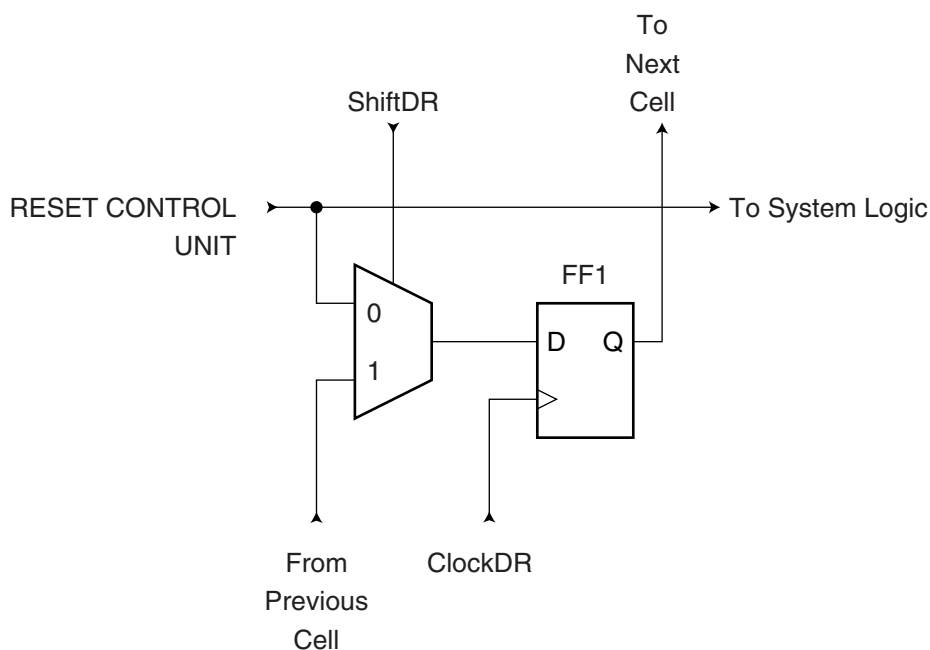 To
Next
Cell
ShiftDR
RESET CONTROL
UNIT
To System Logic
FF1
0
D Q
1
From
Previous
Cell
ClockDR